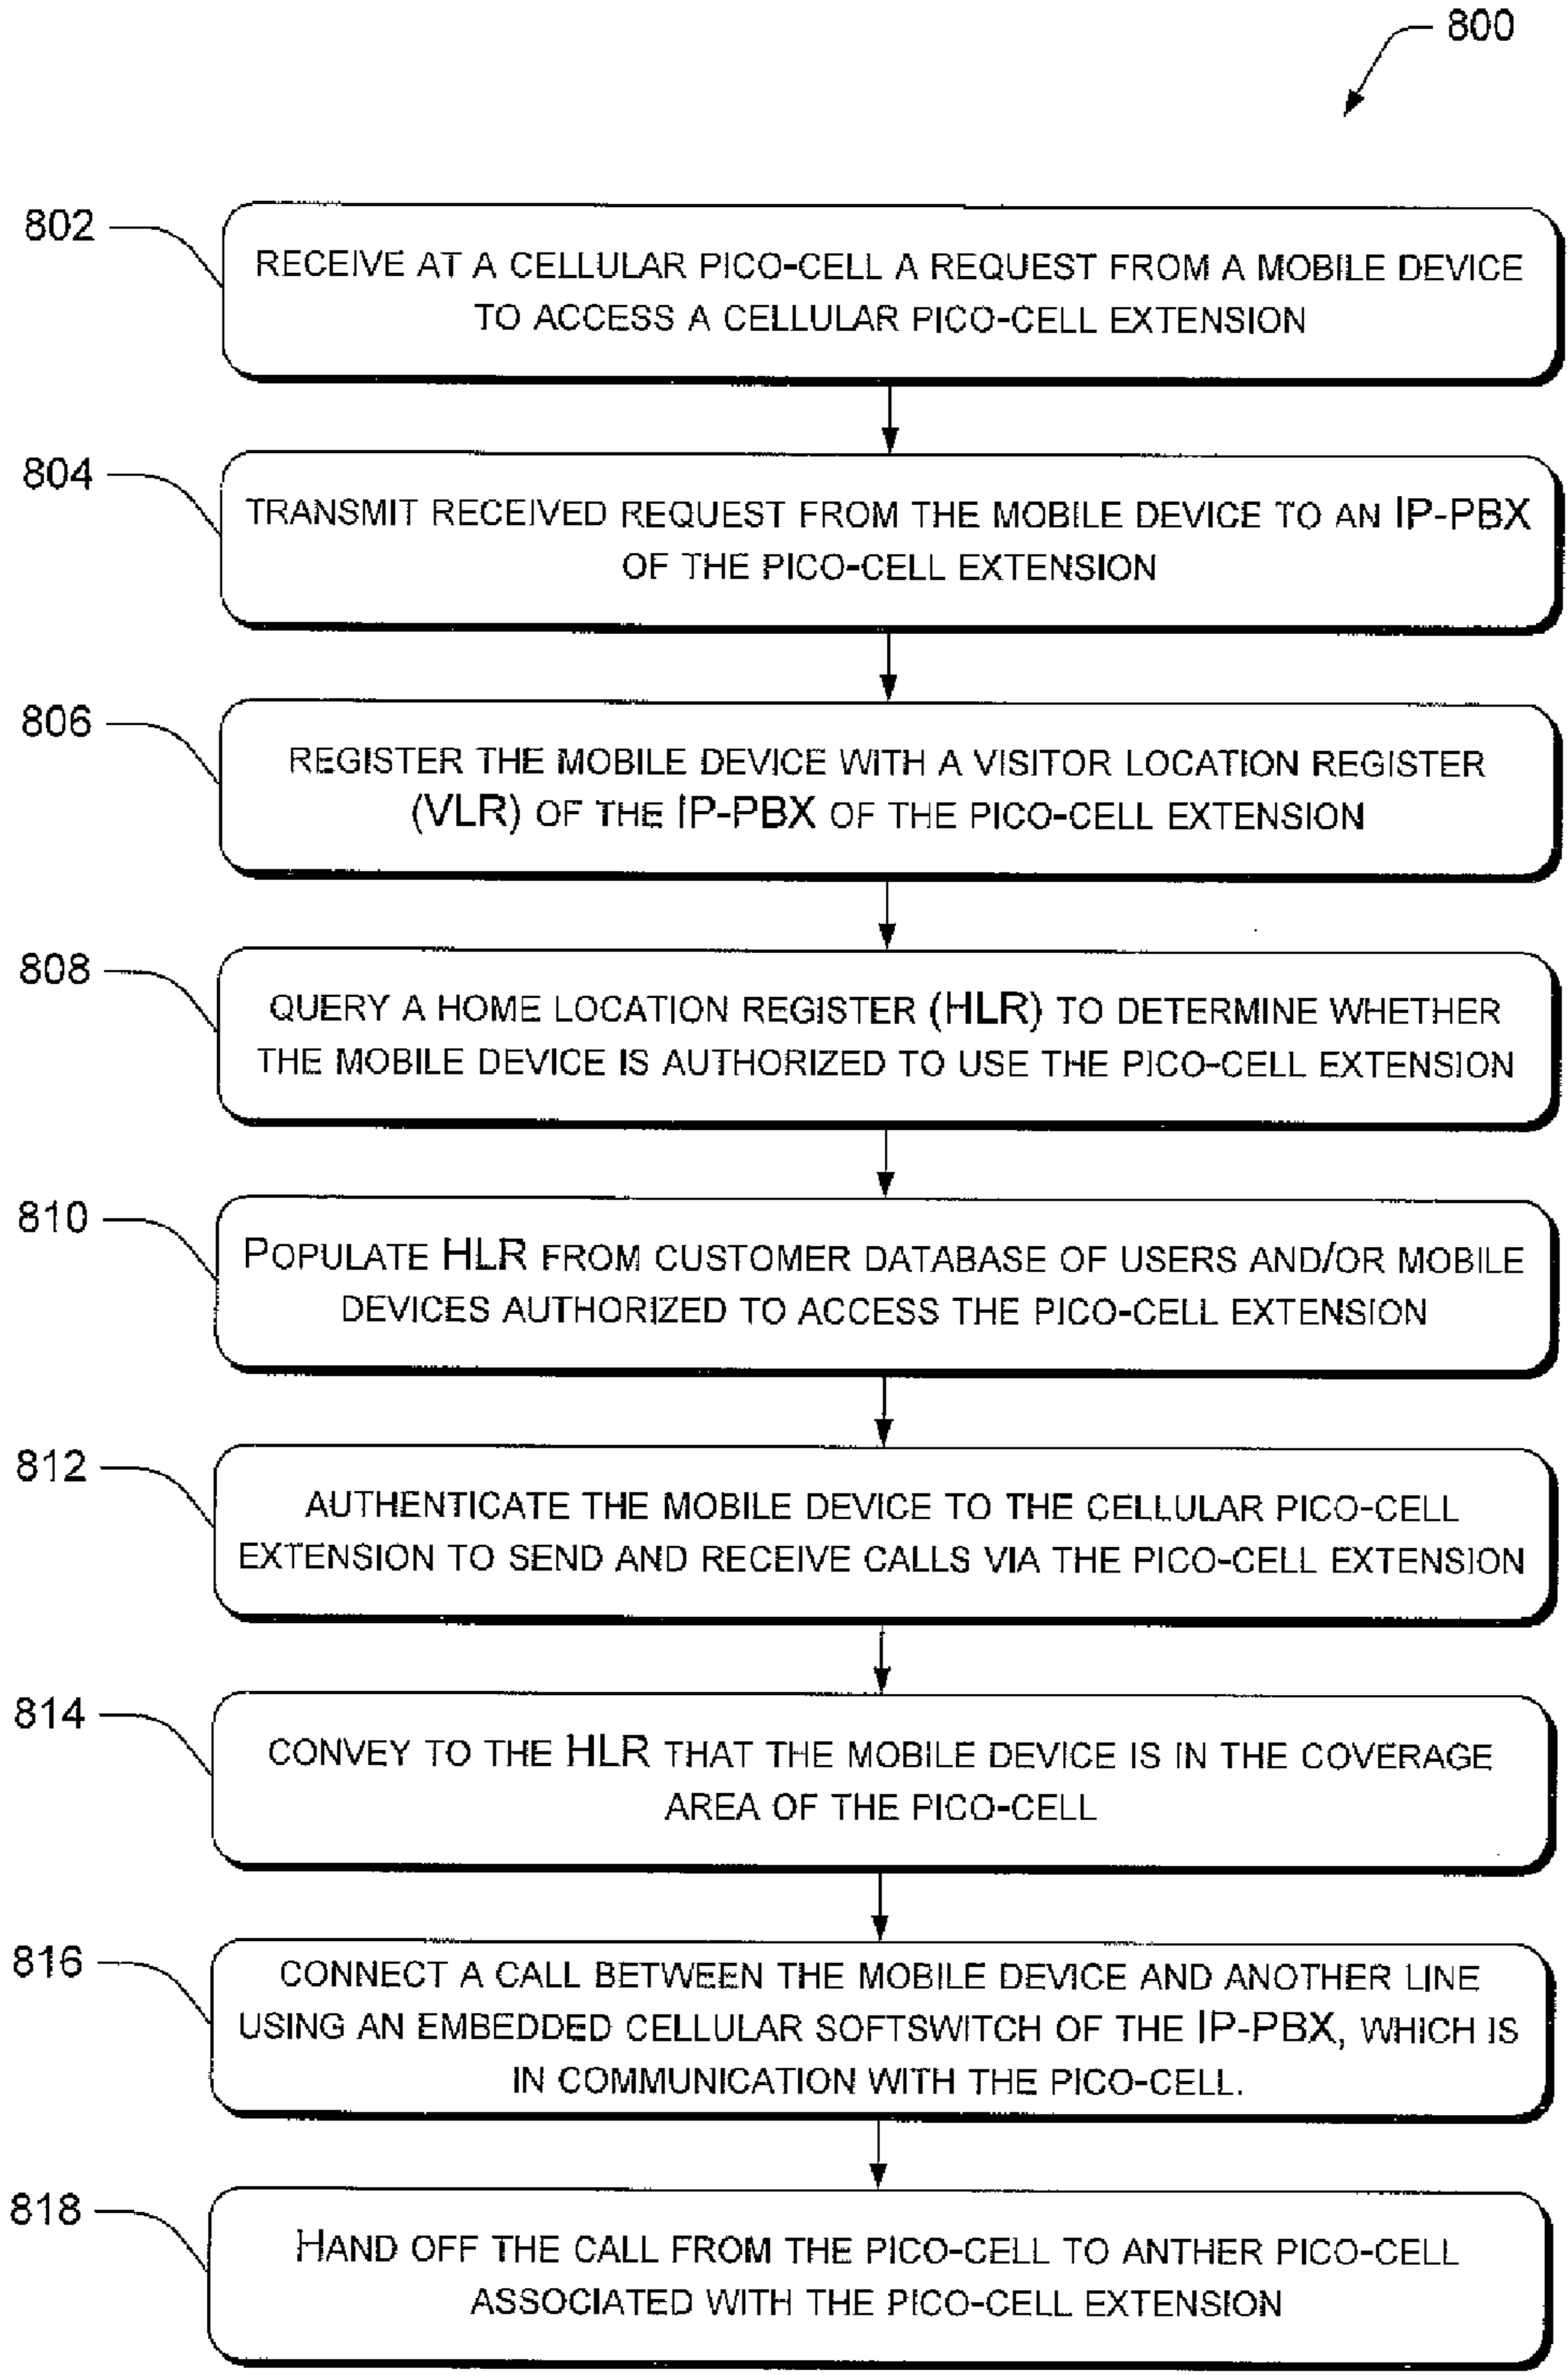 800
802
RECEIVE AT A CELLULAR PICO-CELL A REQUEST FROM A MOBILE DEVICE
TO ACCESS A CELLULAR PICO-CELL EXTENSION
804
TRANSMIT RECEIVED REQUEST FROM THE MOBILE DEVICE TO AN IP-PBX
OF THE PICO-CELL EXTENSION
806
REGISTER THE MOBILE DEVICE WITH A VISITOR LOCATION REGISTER
(VLR) OF THE IP-PBX OF THE PICO-CELL EXTENSION
808
QUERY A HOME LOCATION REGISTER (HLR) TO DETERMINE WHETHER
THE MOBILE DEVICE IS AUTHORIZED TO USE THE PICO-CELL EXTENSION
810
POPULATE HLR FROM CUSTOMER DATABASE OF USERS AND/OR MOBILE
DEVICES AUTHORIZED TO ACCESS THE PICO-CELL EXTENSION
812
AUTHENTICATE THE MOBILE DEVICE TO THE CELLULAR PICO-CELL
EXTENSION TO SEND AND RECEIVE CALLS VIA THE PICO-CELL EXTENSION
814
CONVEY TO THE HLR THAT THE MOBILE DEVICE IS IN THE COVERAGE
AREA OF THE PICO-CELL
816
CONNECT A CALL BETWEEN THE MOBILE DEVICE AND ANOTHER LINE
USING AN EMBEDDED CELLULAR SOFTSWITCH OF THE IP-PBX, WHICH IS
IN COMMUNICATION WITH THE PICO-CELL.
818
HAND OFF THE CALL FROM THE PICO-CELL TO ANTHER PICO-CELL
ASSOCIATED WITH THE PICO-CELL EXTENSION